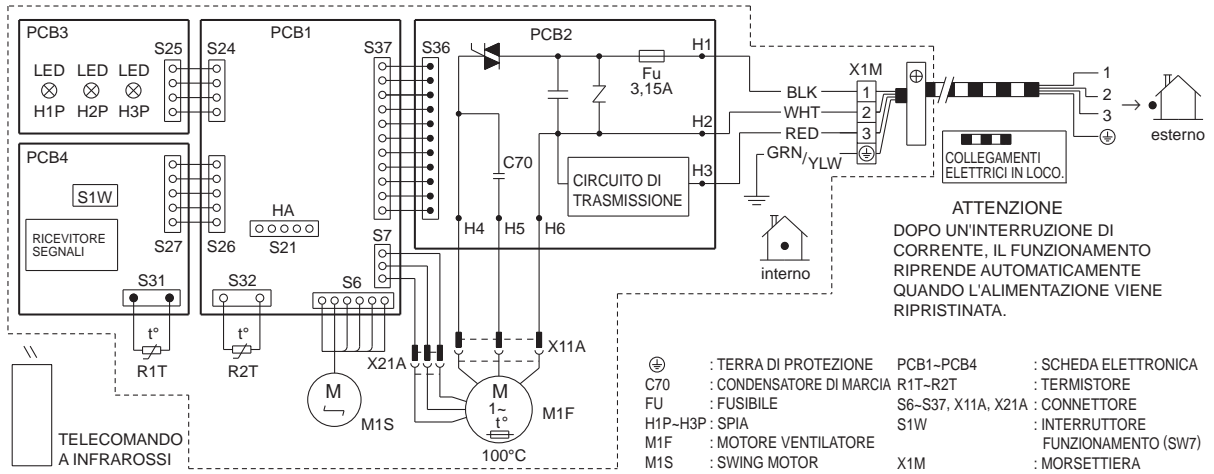 PCB3
LED LED LED
H1P H2P H3P
S25
S24
PCB1
S37
S36
PCB2
Fu
3,15A
H1
H2
H3
BLK
WHT
RED
GRN/YLW
X1M
1
2
3
1
2
3
esterno
COLLEGAMENTI
ELETTRICI IN LOCO.
PCB4
S1W
RICEVITORE
SEGNALI
S27
S26
HA
S21
S7
C70
CIRCUITO DI
TRASMISSIONE
H4
H5
H6
interno
ATTENZIONE
DOPO UN'INTERRUZIONE DI
CORRENTE, IL FUNZIONAMENTO
RIPRENDE AUTOMATICAMENTE
QUANDO L'ALIMENTAZIONE VIENE
RIPRISTINATA.
S31
S32
S6
t°
R1T
t°
R2T
X21A
X11A
M
M1S
M
1~
t°
M1F
100°C
TELECOMANDO
A INFRAROSSI
: TERRA DI PROTEZIONE
C70 : CONDENSATORE DI MARCIA
FU : FUSIBILE
H1P~H3P : SPIA
M1F : MOTORE VENTILATORE
M1S : SWING MOTOR
PCB1~PCB4 : SCHEDA ELETTRONICA
R1T~R2T : TERMISTORE
S6~S37, X11A, X21A : CONNETTORE
S1W : INTERRUTTORE
FUNZIONAMENTO (SW7)
X1M : MORSETTIERA